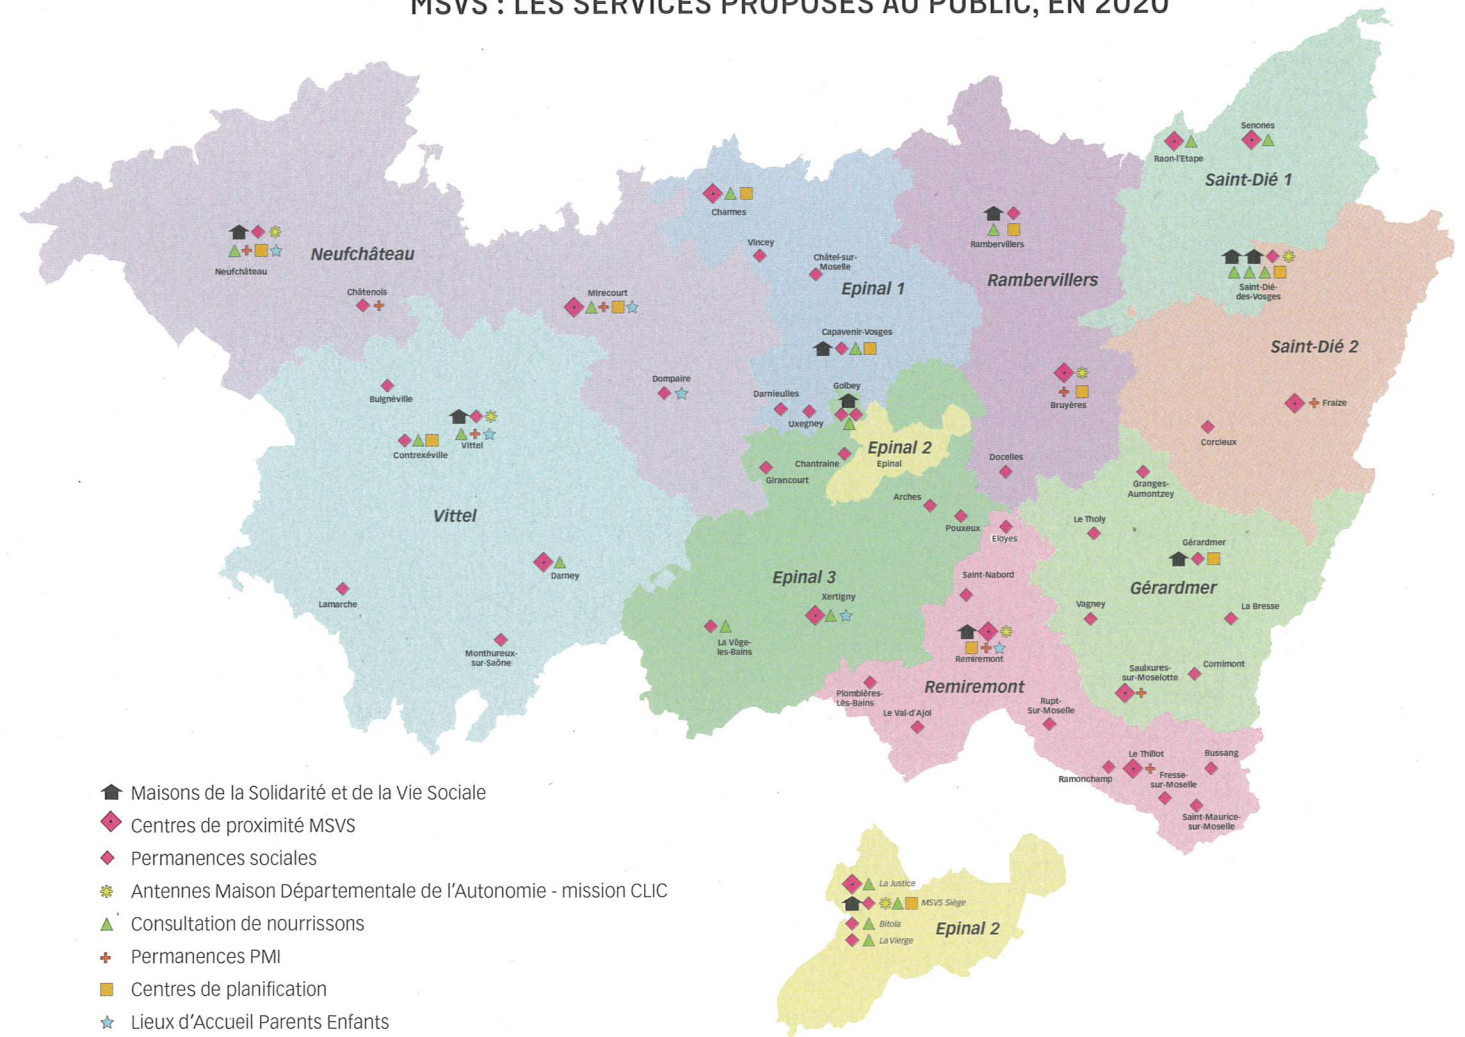 MSVS : LES SERVICES PROPOSÉS AU PUBLIC, EN 2020
Senones
Raon-l'Etape
Saint-Dié 1
Charmes
Rambervillers
Neufchâteau
Neufchâteau
Vincey
Châtel-sur-
Moselle
Epinal 1
Rambervillers
Saint-Dié-
des-Vosges
Châtenois
Mirecourt
Capavenir-Vosges
Saint-Dié 2
Bulgnéville
Dompaire
Darnieulles
Golbey
Uxegney
Bruyères
Fraize
Corcieux
Contrexéville
Vittel
Chantraine
Girancourt
Epinal 2
Epinal
Docelles
Granges-
Aumontzey
Vittel
Arches
Pouxeux
Eloyes
Le Tholy
Gérardmer
Gérardmer
Darney
Epinal 3
Saint-Nabord
Lamarche
Xertigny
Vagney
La Bresse
Monthureux-
sur-Saône
La Vôge-
les-Bains
Remiremont
Remiremont
Saulxures-
sur-Moselotte
Cornimont
Plombières-
Lès-Bains
Le Val-d'Ajol
Rupt-
Sur-Moselle
Ramonchamp
Le Thillot
Fresse-
sur-Moselle
Bussang
Saint-Maurice-
sur-Moselle
Maisons de la Solidarité et de la Vie Sociale
Centres de proximité MSVS
Permanences sociales
Antennes Maison Départementale de l'Autonomie - mission CLIC
Consultation de nourrissons
Permanences PMI
Centres de planification
Lieux d'Accueil Parents Enfants
La Justice
MSVS Siège
Bitola
La Vierge
Epinal 2